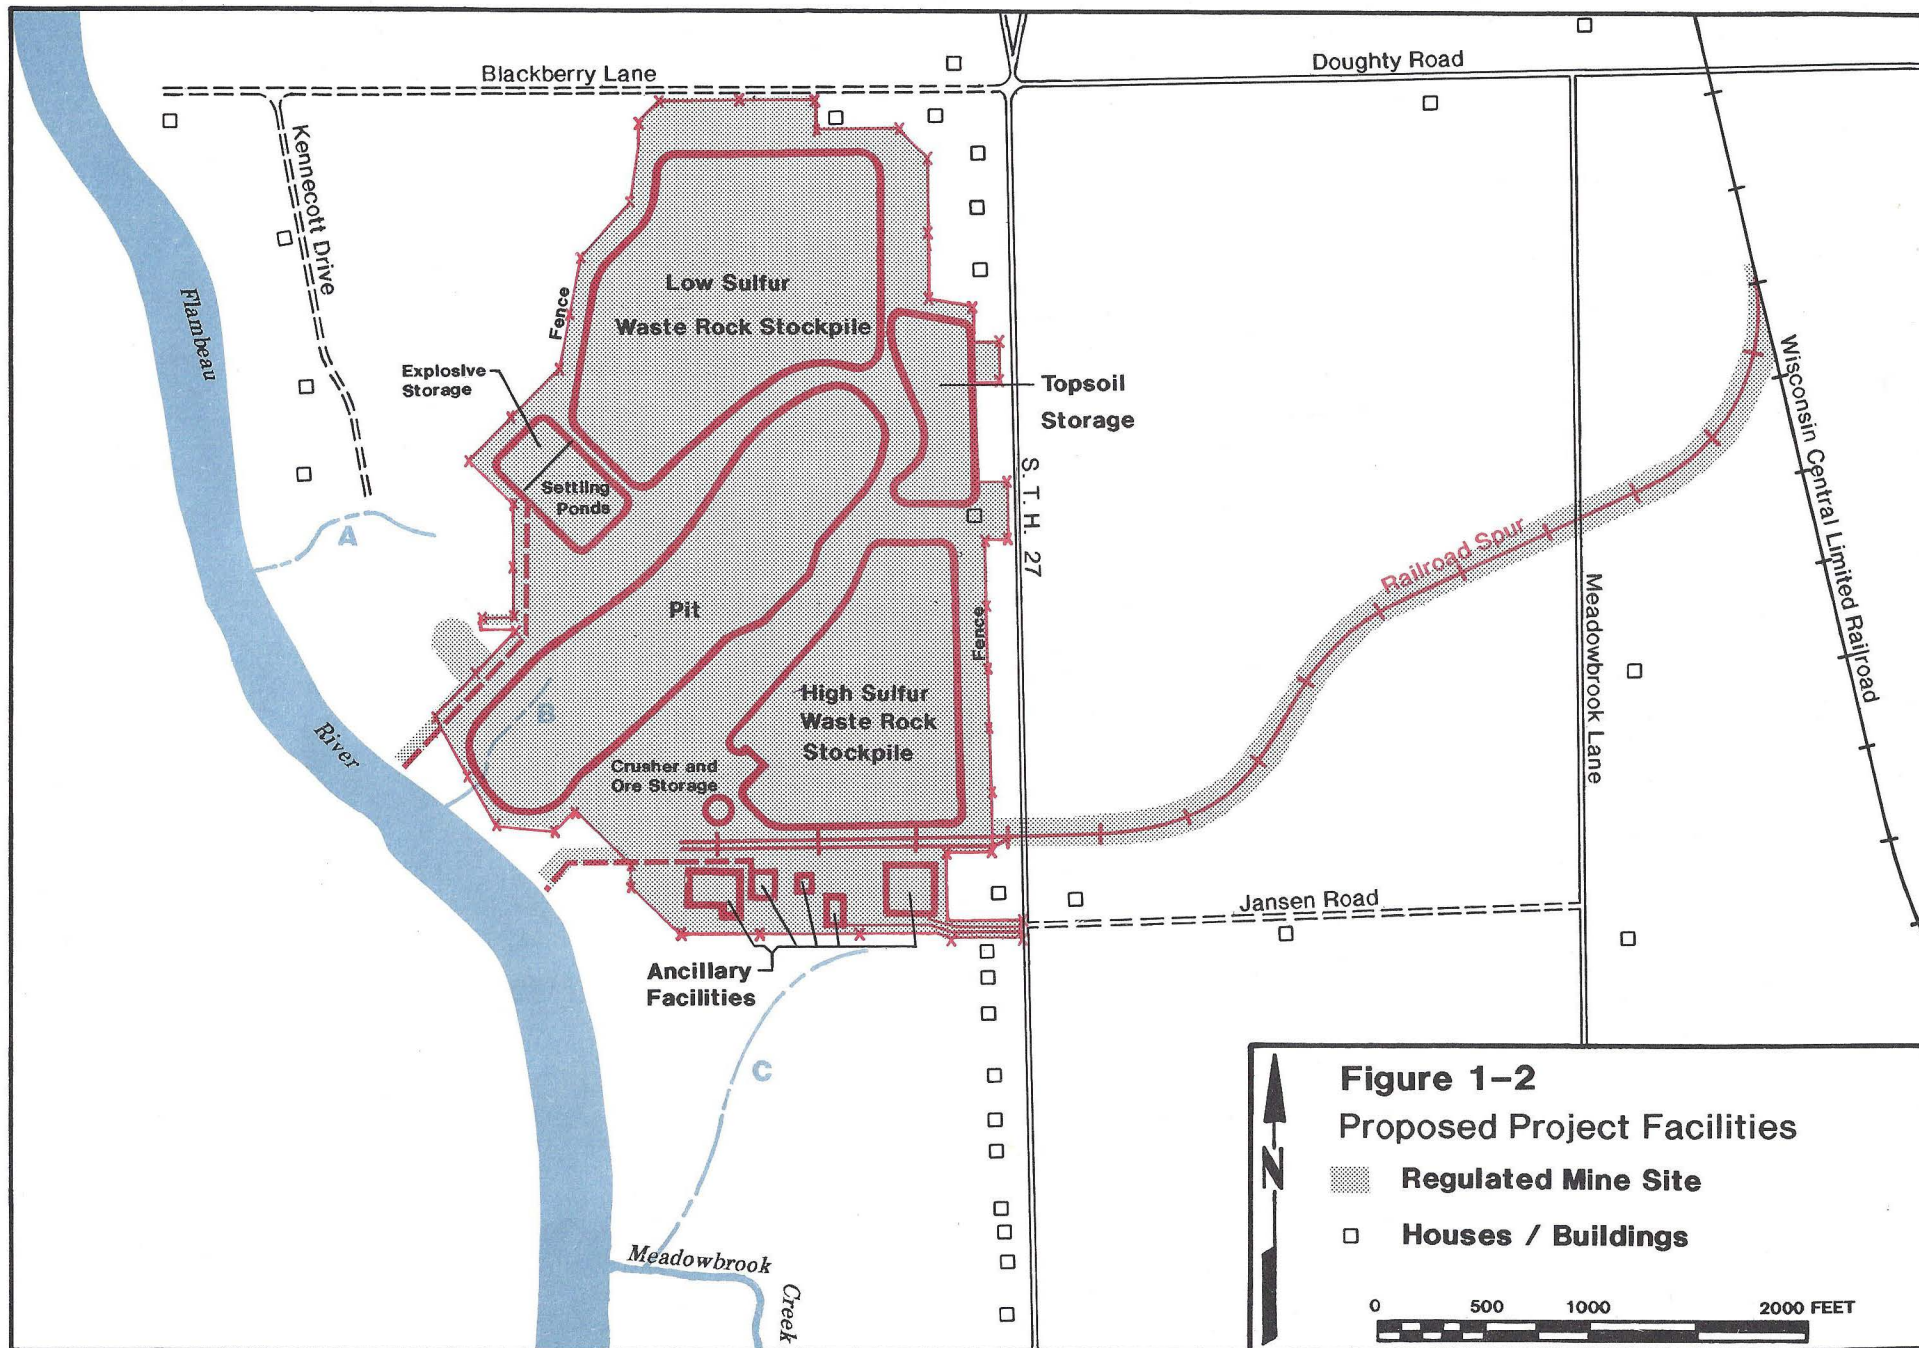 Blackberry Lane
Doughty Road
Kennecott Drive
Flambeau
River
Fence
Low Sulfur
Waste Rock Stockpile
Explosive
Storage
Settling
Ponds
Topsoil
Storage
S. T. H. 27
A
Pit
B
Fence
High Sulfur
Waste Rock
Stockpile
Crusher and
Ore Storage
Railroad Spur
Meadowbrook Lane
Wisconsin Central Limited Railroad
Jansen Road
Ancillary
Facilities
C
Meadowbrook
Creek
Figure 1-2
Proposed Project Facilities
N
Regulated Mine Site
Houses / Buildings
0 500 1000 2000 FEET